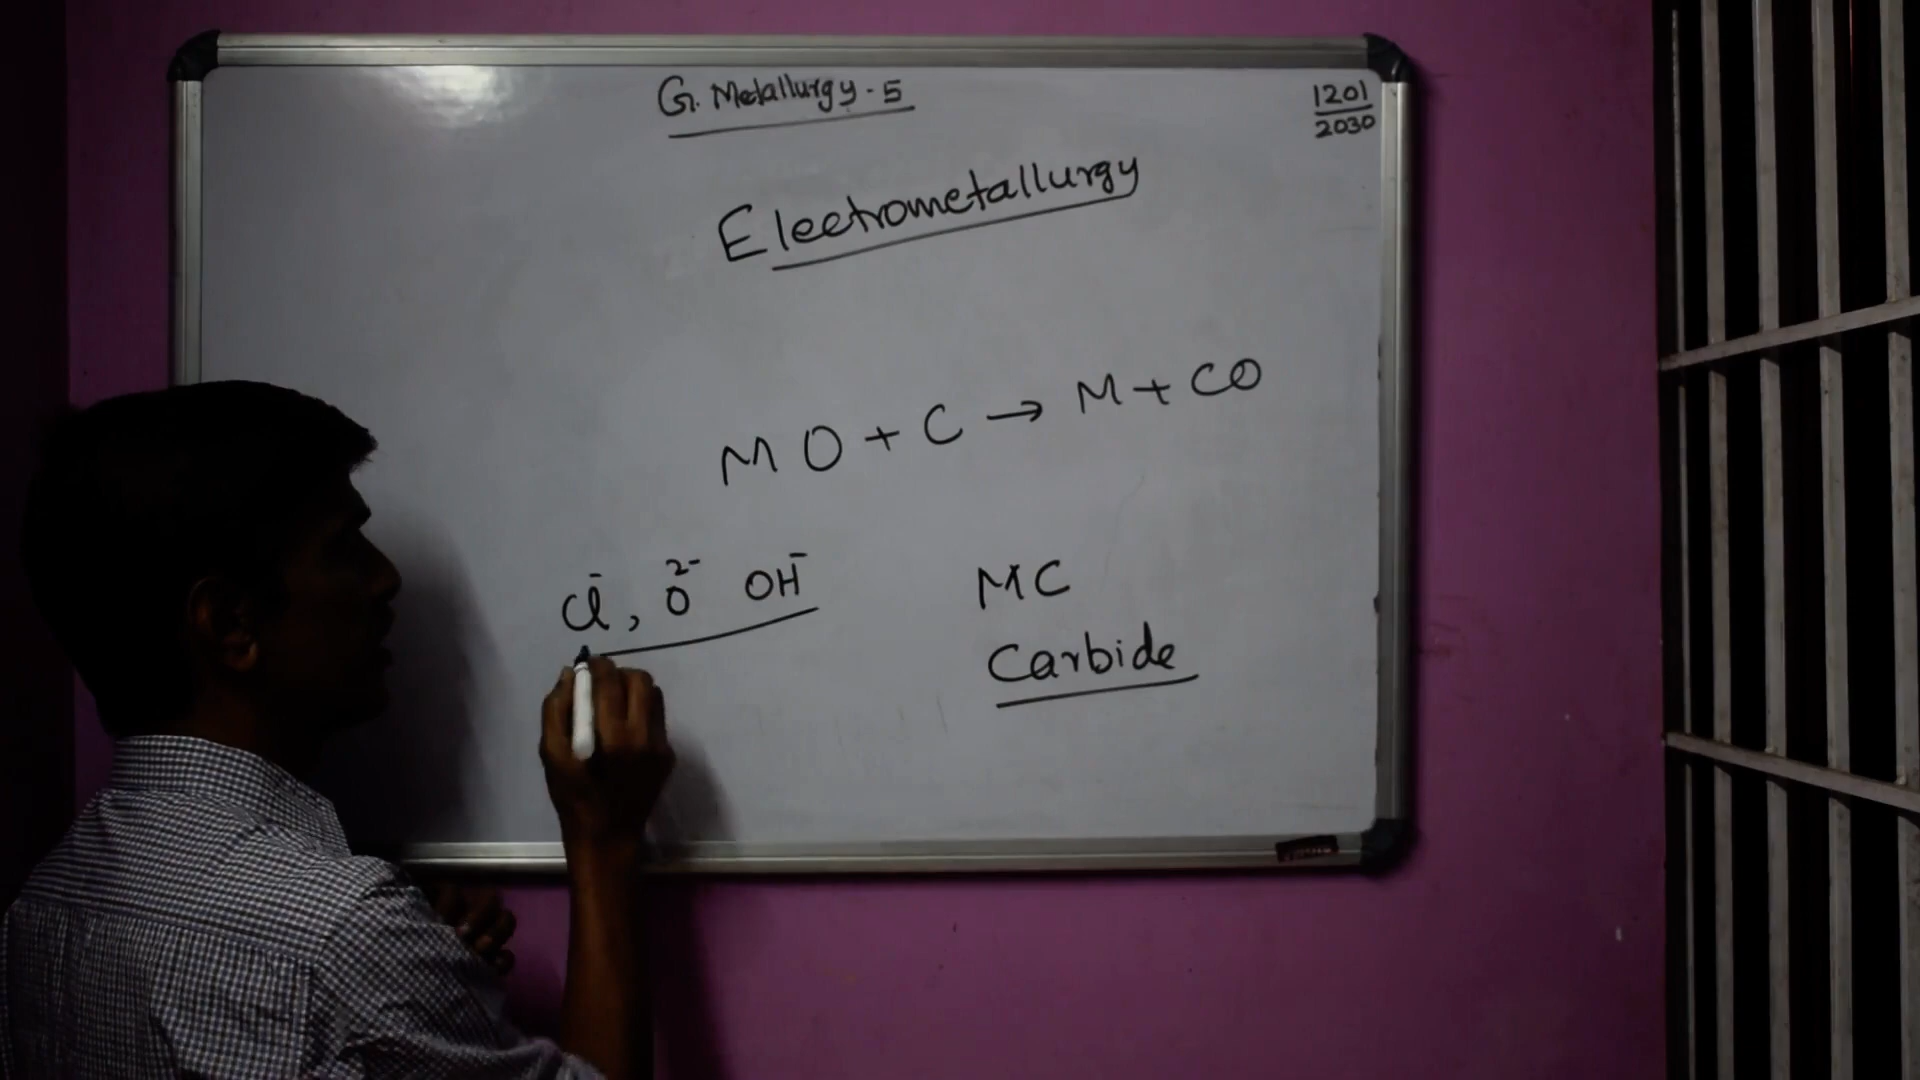 G. Metallurgy - 5
1201
2030
Electrometallurgy
MO + C → M + CO
Cl⁻, O²⁻ OH⁻
MC
Carbide